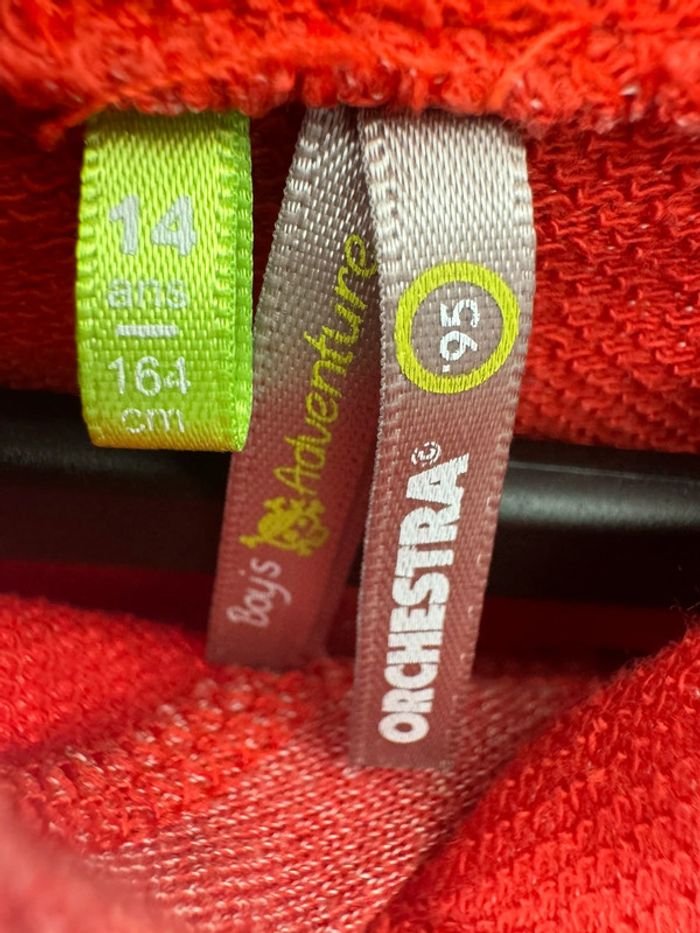 14
ans
164
cm
Boy's Adventure
ORCHESTRA©
'95